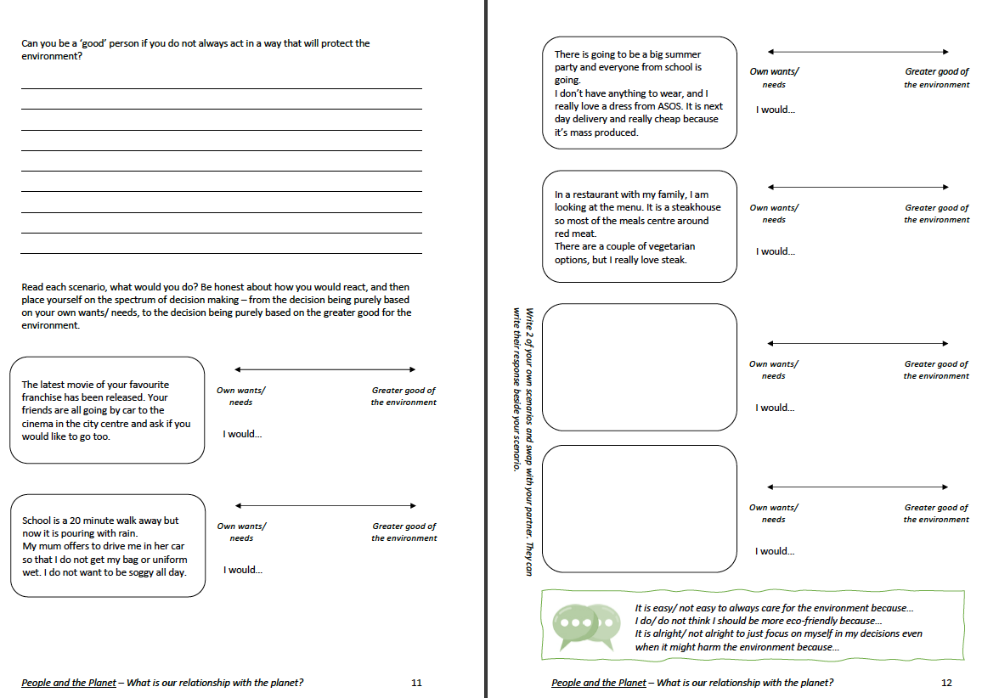 Can you be a ‘good’ person if you do not always act in a way that will protect the
environment?
Read each scenario, what would you do? Be honest about how you would react, and then
place yourself on the spectrum of decision making – from the decision being purely based
on your own wants/ needs, to the decision being purely based on the greater good for the
environment.
The latest movie of your favourite
franchise has been released. Your
friends are all going by car to the
cinema in the city centre and ask if you
would like to go too.
Own wants/
needs
Greater good of
the environment
I would...
School is a 20 minute walk away but
now it is pouring with rain.
My mum offers to drive me in her car
so that I do not get my bag or uniform
wet. I do not want to be soggy all day.
Own wants/
needs
Greater good of
the environment
I would...
People and the Planet – What is our relationship with the planet?
11
There is going to be a big summer
party and everyone from school is
going.
I don’t have anything to wear, and I
really love a dress from ASOS. It is next
day delivery and really cheap because
it’s mass produced.
Own wants/
needs
Greater good of
the environment
I would...
In a restaurant with my family, I am
looking at the menu. It is a steakhouse
so most of the meals centre around
red meat.
There are a couple of vegetarian
options, but I really love steak.
Own wants/
needs
Greater good of
the environment
I would...
Write 2 of your own scenarios and swap with your partner. They can
write their response beside your scenario.
Own wants/
needs
Greater good of
the environment
I would...
Own wants/
needs
Greater good of
the environment
I would...
It is easy/ not easy to always care for the environment because...
I do/ do not think I should be more eco-friendly because...
It is alright/ not alright to just focus on myself in my decisions even
when it might harm the environment because...
People and the Planet – What is our relationship with the planet?
12